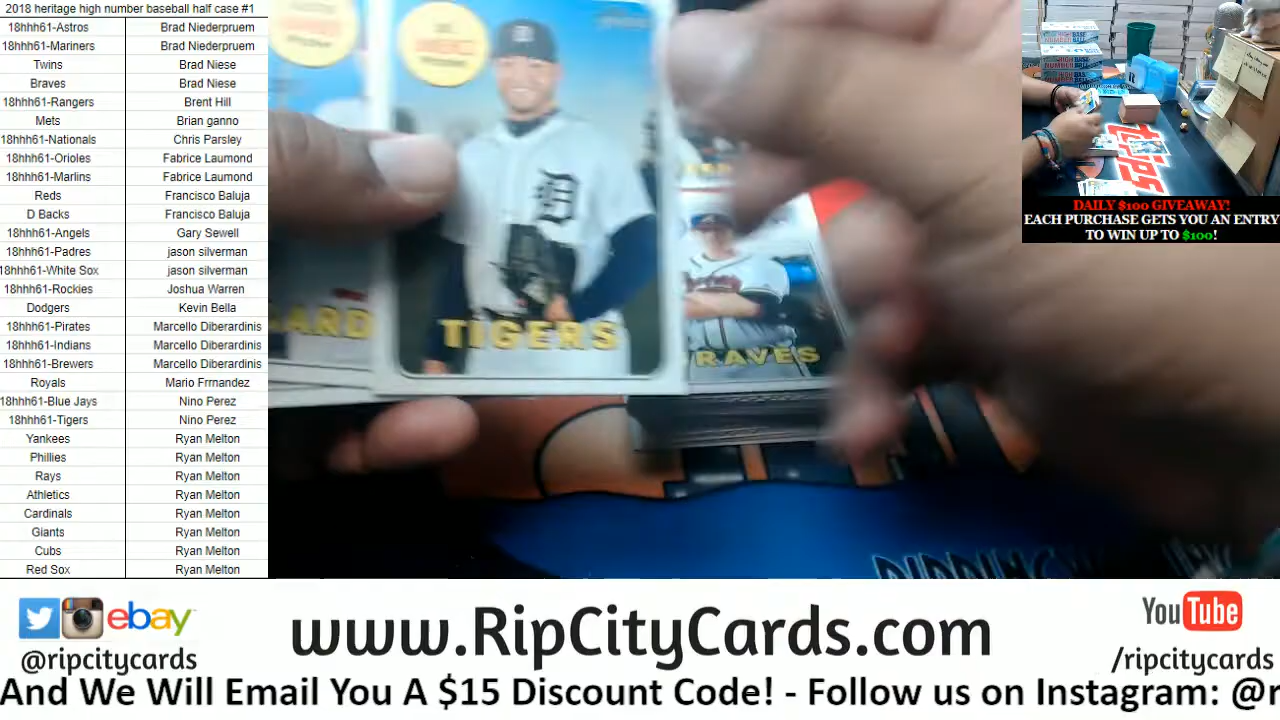 2018 heritage high number baseball half case #1
18hhh61-Astros Brad Niederpruem
18hhh61-Mariners Brad Niederpruem
Twins Brad Niese
Braves Brad Niese
18hhh61-Rangers Brent Hill
Mets Brian ganno
18hhh61-Nationals Chris Parsley
18hhh61-Orioles Fabrice Laumond
18hhh61-Marlins Fabrice Laumond
Reds Francisco Baluja
D Backs Francisco Baluja
18hhh61-Angels Gary Sewell
18hhh61-Padres jason silverman
18hhh61-White Sox jason silverman
18hhh61-Rockies Joshua Warren
Dodgers Kevin Bella
18hhh61-Pirates Marcello Diberardinis
18hhh61-Indians Marcello Diberardinis
18hhh61-Brewers Marcello Diberardinis
Royals Mario Frrnandez
18hhh61-Blue Jays Nino Perez
18hhh61-Tigers Nino Perez
Yankees Ryan Melton
Phillies Ryan Melton
Rays Ryan Melton
Athletics Ryan Melton
Cardinals Ryan Melton
Giants Ryan Melton
Cubs Ryan Melton
Red Sox Ryan Melton
D
TIGERS
RAVES
topps
DAILY $100 GIVEAWAY!
EACH PURCHASE GETS YOU AN ENTRY
TO WIN UP TO $100!
ebay
@ripcitycards
www.RipCityCards.com
YouTube
/ripcitycards
And We Will Email You A $15 Discount Code! - Follow us on Instagram: @r